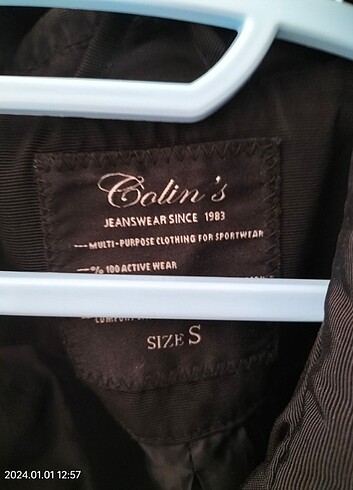 Colin's
JEANSWEAR SINCE 1983
—MULTI-PURPOSE CLOTHING FOR SPORTWEAR
—% 100 ACTIVE WEAR
SIZE S
2024.01.01 12:57